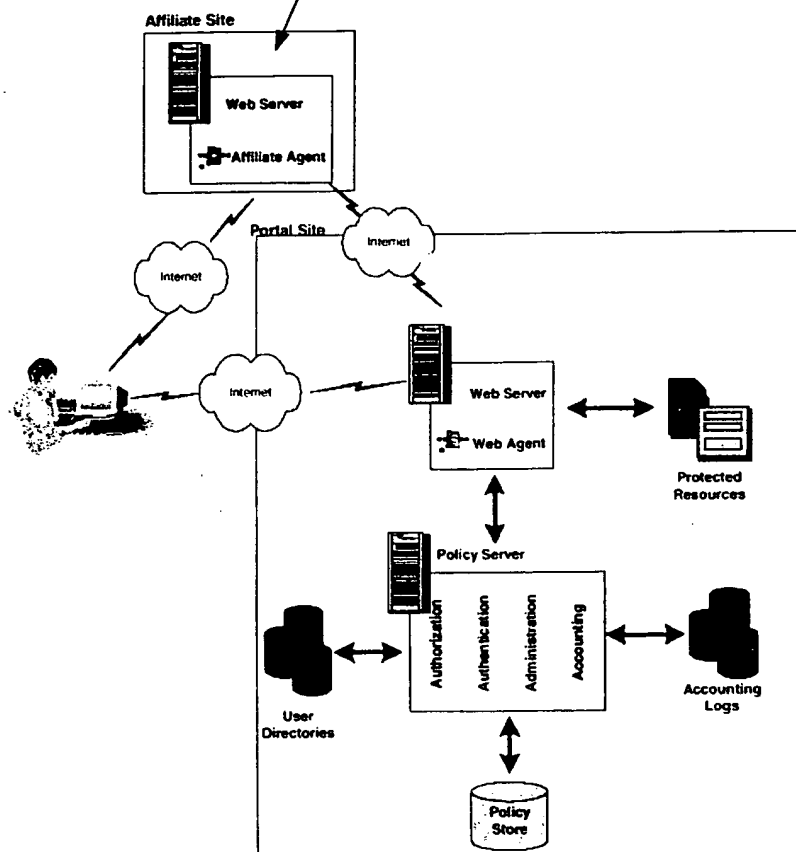 Affiliate Site
Web Server
Affiliate Agent
Portal Site
Internet
Internet
Internet
Web Server
Web Agent
Protected
Resources
Policy Server
Authorization
Authentication
Administration
Accounting
User
Directories
Accounting
Logs
Policy
Store